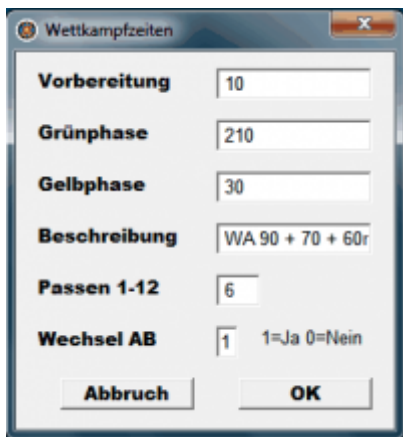 Wettkampfzeiten
Vorbereitung 10
Grünphase 210
Gelbphase 30
Beschreibung WA 90 + 70 + 60r
Passen 1-12 6
Wechsel AB 1 1=Ja 0=Nein
Abbruch OK